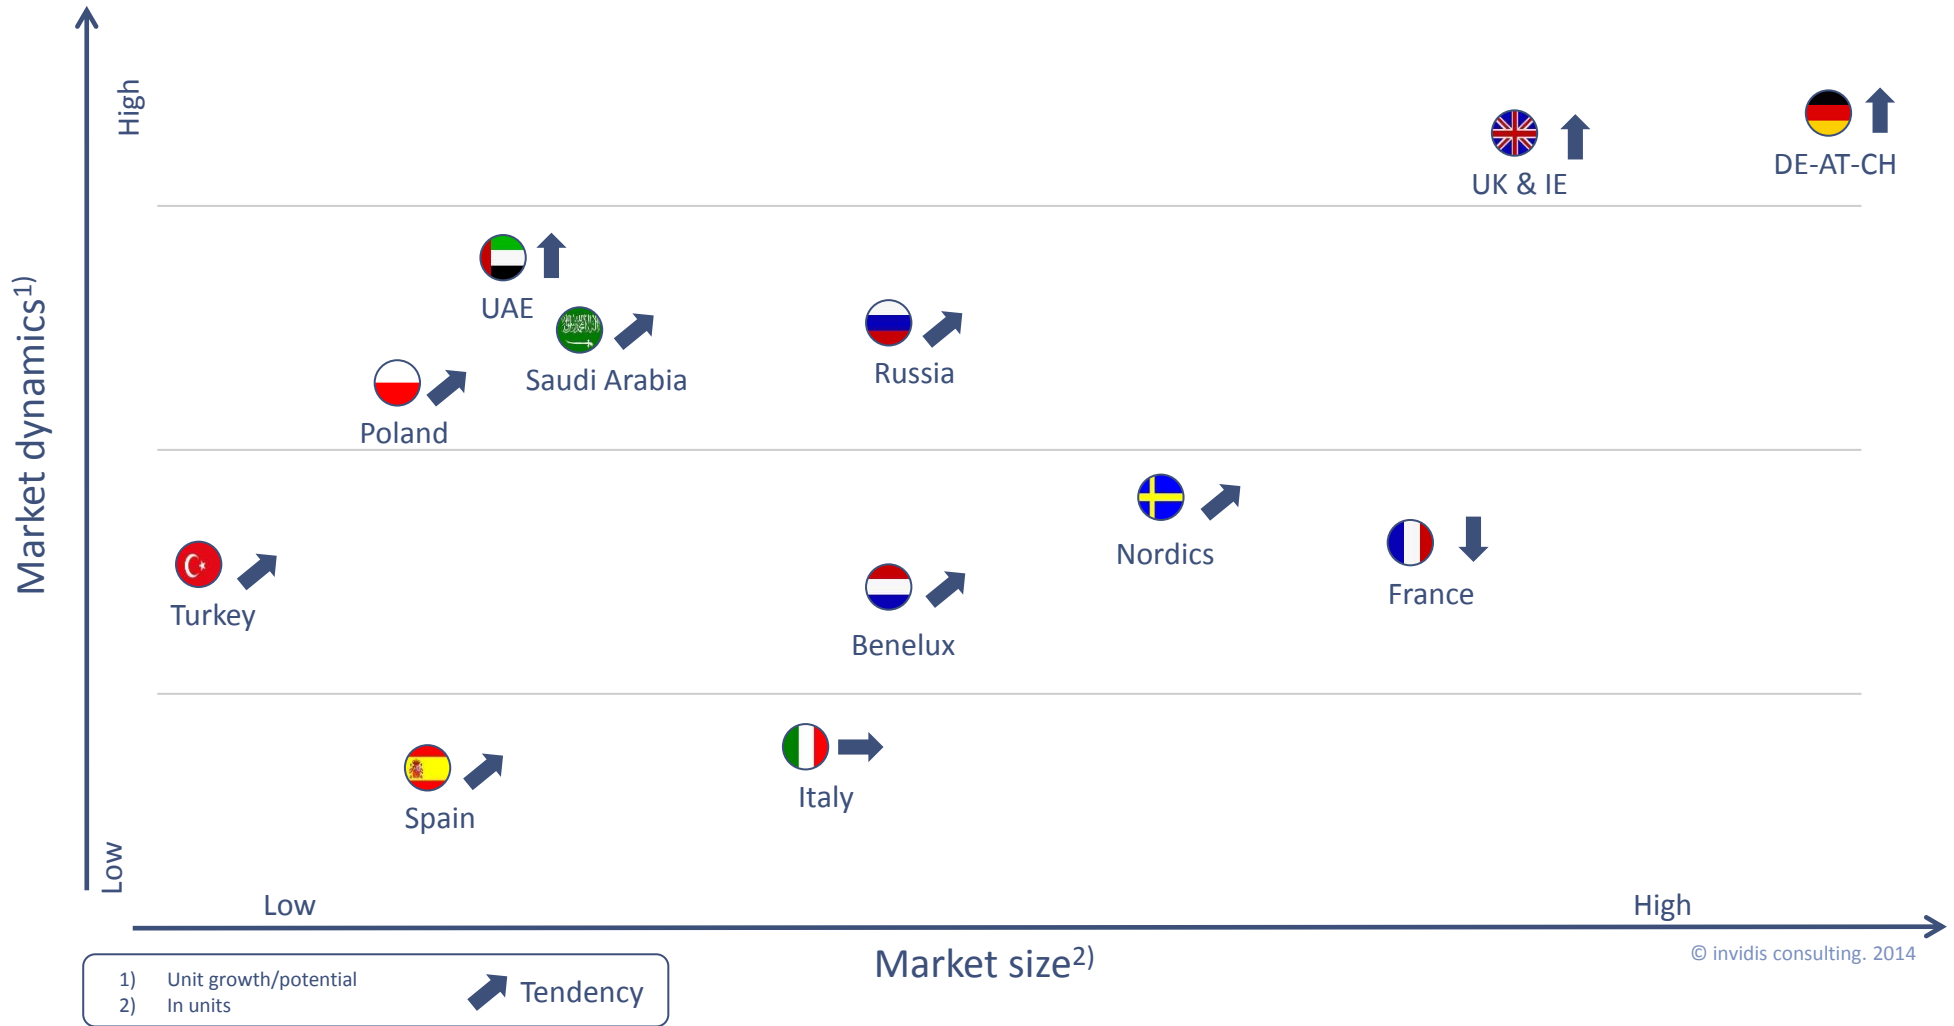 High
UK & IE
DE-AT-CH
UAE
Saudi Arabia
Russia
Poland
Market dynamics1)
Nordics
Turkey
France
Benelux
Spain
Italy
Low
Low
High
Market size2)
© invidis consulting. 2014
1) Unit growth/potential
2) In units
Tendency